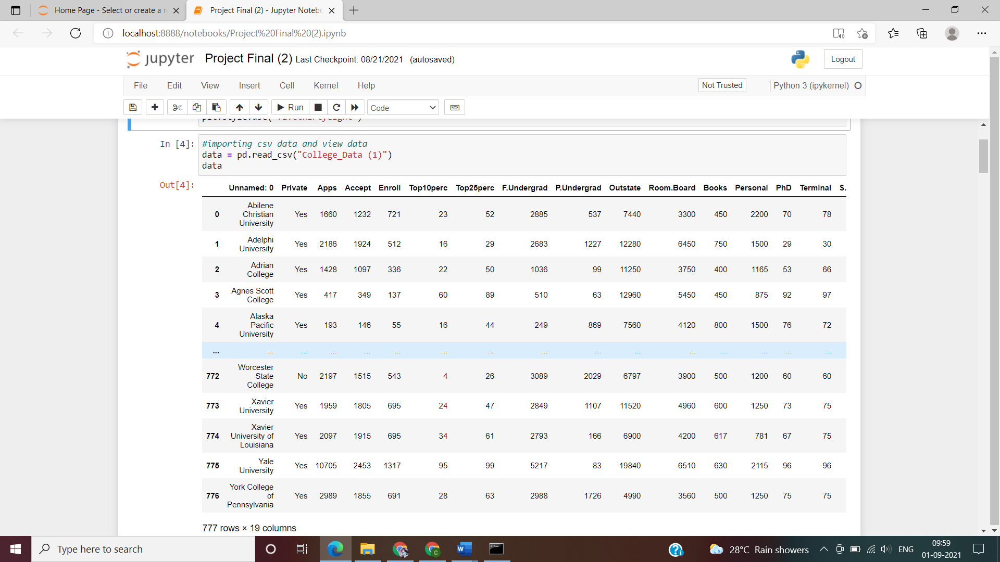 Home Page - Select or create a n
Project Final (2) - Jupyter Notebo
localhost:8888/notebooks/Project%20Final%20(2).ipynb
jupyter Project Final (2) Last Checkpoint: 08/21/2021 (autosaved) Logout
File Edit View Insert Cell Kernel Help Not Trusted Python 3 (ipykernel)
Run Code
In [4]: #importing csv data and view data
data = pd.read_csv("College_Data (1)")
data
Out[4]:
Unnamed: 0 Private Apps Accept Enroll Top10perc Top25perc F.Undergrad P.Undergrad Outstate Room.Board Books Personal PhD Terminal S.
0 Abilene Christian University Yes 1660 1232 721 23 52 2885 537 7440 3300 450 2200 70 78
1 Adelphi University Yes 2186 1924 512 16 29 2683 1227 12280 6450 750 1500 29 30
2 Adrian College Yes 1428 1097 336 22 50 1036 99 11250 3750 400 1165 53 66
3 Agnes Scott College Yes 417 349 137 60 89 510 63 12960 5450 450 875 92 97
4 Alaska Pacific University Yes 193 146 55 16 44 249 869 7560 4120 800 1500 76 72
... ... ... ... ... ... ... ... ... ... ... ... ... ... ... ...
772 Worcester State College No 2197 1515 543 4 26 3089 2029 6797 3900 500 1200 60 60
773 Xavier University Yes 1959 1805 695 24 47 2849 1107 11520 4960 600 1250 73 75
774 Xavier University of Louisiana Yes 2097 1915 695 34 61 2793 166 6900 4200 617 781 67 75
775 Yale University Yes 10705 2453 1317 95 99 5217 83 19840 6510 630 2115 96 96
776 York College of Pennsylvania Yes 2989 1855 691 28 63 2988 1726 4990 3560 500 1250 75 75
777 rows × 19 columns
Type here to search
28°C Rain showers
ENG
09:59
01-09-2021